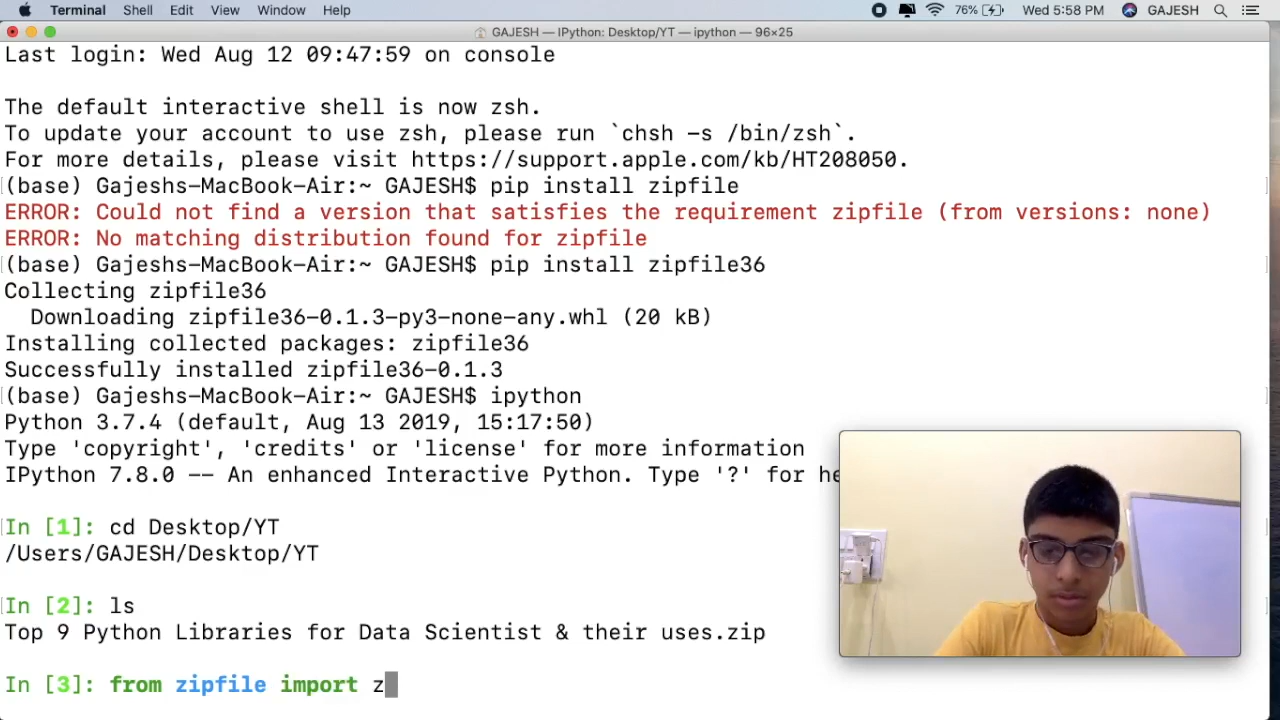 Terminal Shell Edit View Window Help 76% Wed 5:58 PM GAJESH
GAJESH — IPython: Desktop/YT — ipython — 96×25
Last login: Wed Aug 12 09:47:59 on console
The default interactive shell is now zsh.
To update your account to use zsh, please run `chsh -s /bin/zsh`.
For more details, please visit https://support.apple.com/kb/HT208050.
(base) Gajeshs-MacBook-Air:~ GAJESH$ pip install zipfile
ERROR: Could not find a version that satisfies the requirement zipfile (from versions: none)
ERROR: No matching distribution found for zipfile
(base) Gajeshs-MacBook-Air:~ GAJESH$ pip install zipfile36
Collecting zipfile36
Downloading zipfile36-0.1.3-py3-none-any.whl (20 kB)
Installing collected packages: zipfile36
Successfully installed zipfile36-0.1.3
(base) Gajeshs-MacBook-Air:~ GAJESH$ ipython
Python 3.7.4 (default, Aug 13 2019, 15:17:50)
Type 'copyright', 'credits' or 'license' for more information
IPython 7.8.0 -- An enhanced Interactive Python. Type '?' for he
In [1]: cd Desktop/YT
/Users/GAJESH/Desktop/YT
In [2]: ls
Top 9 Python Libraries for Data Scientist & their uses.zip
In [3]: from zipfile import z